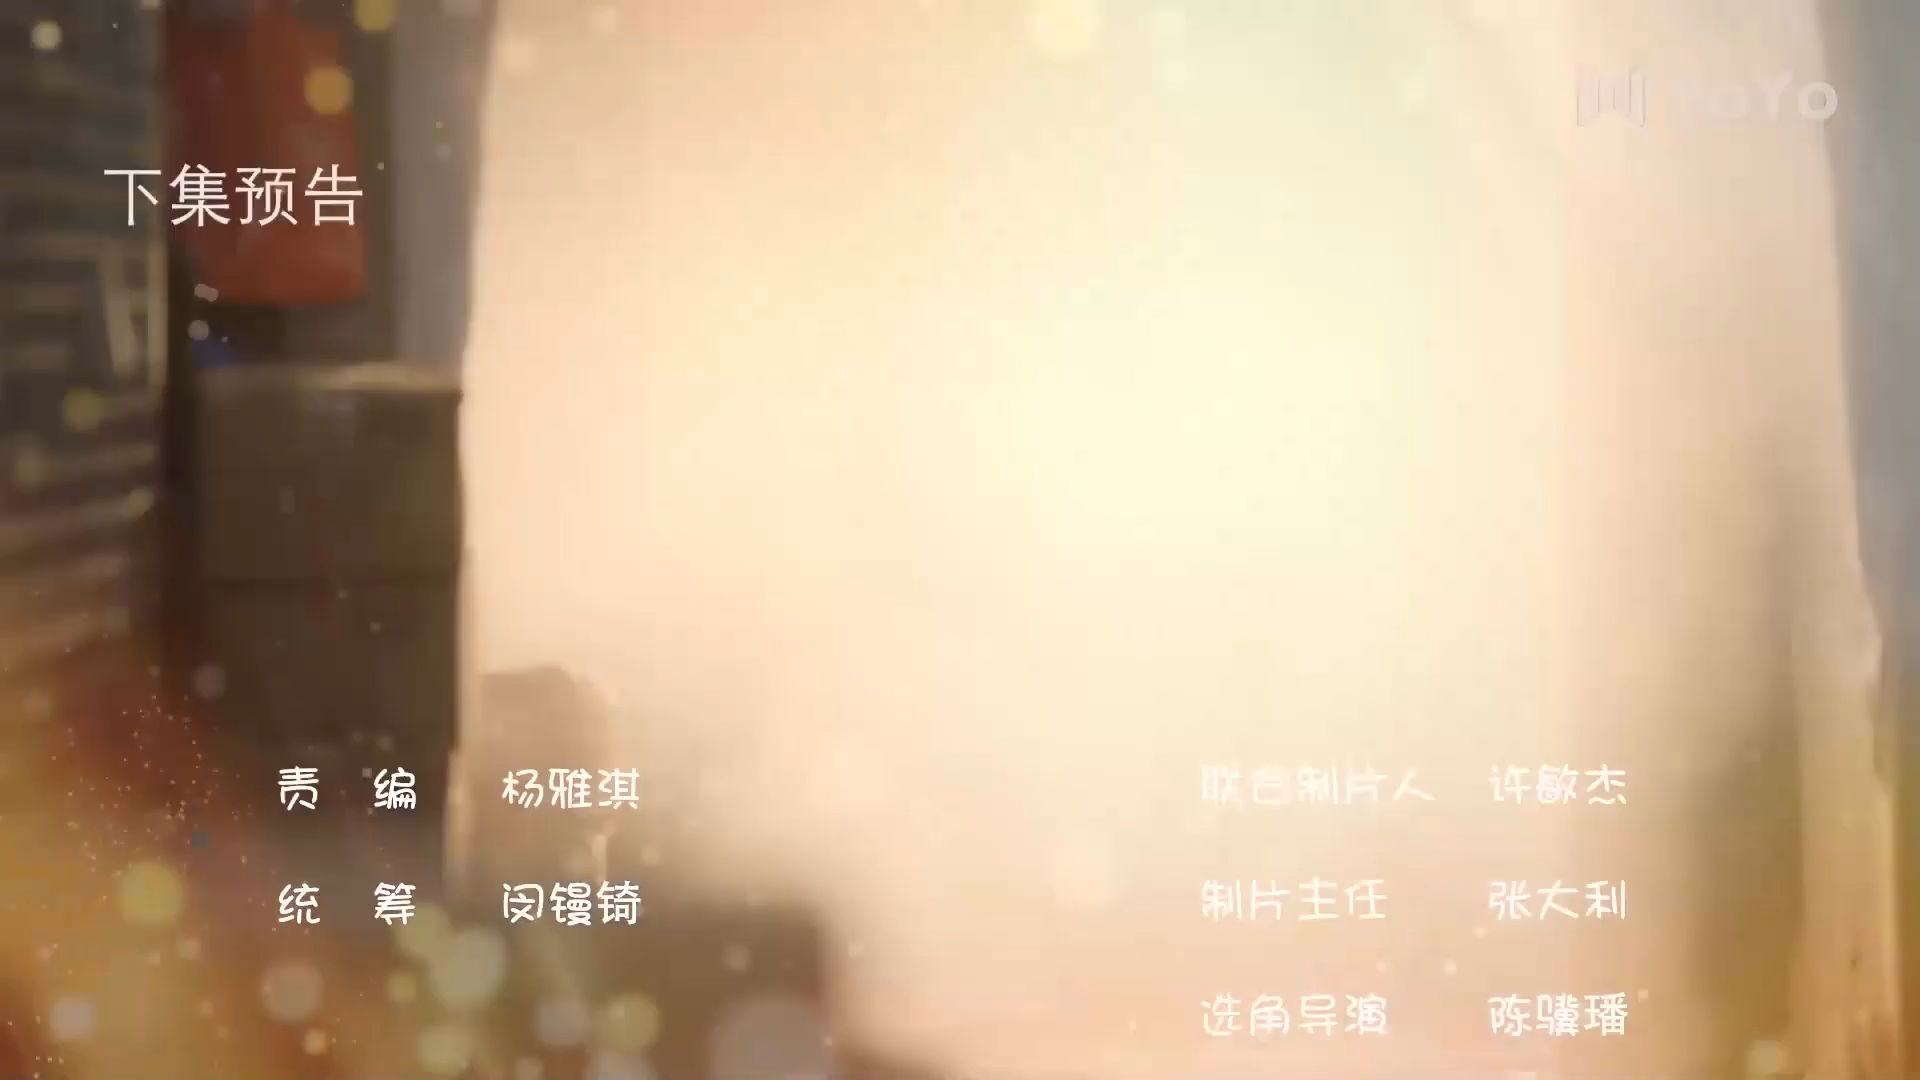 YoYo
下集预告
责 编 杨雅淇
统 筹 闵镘锜
联合制片人 许敏杰
制片主任 张大利
选角导演 陈骥璠